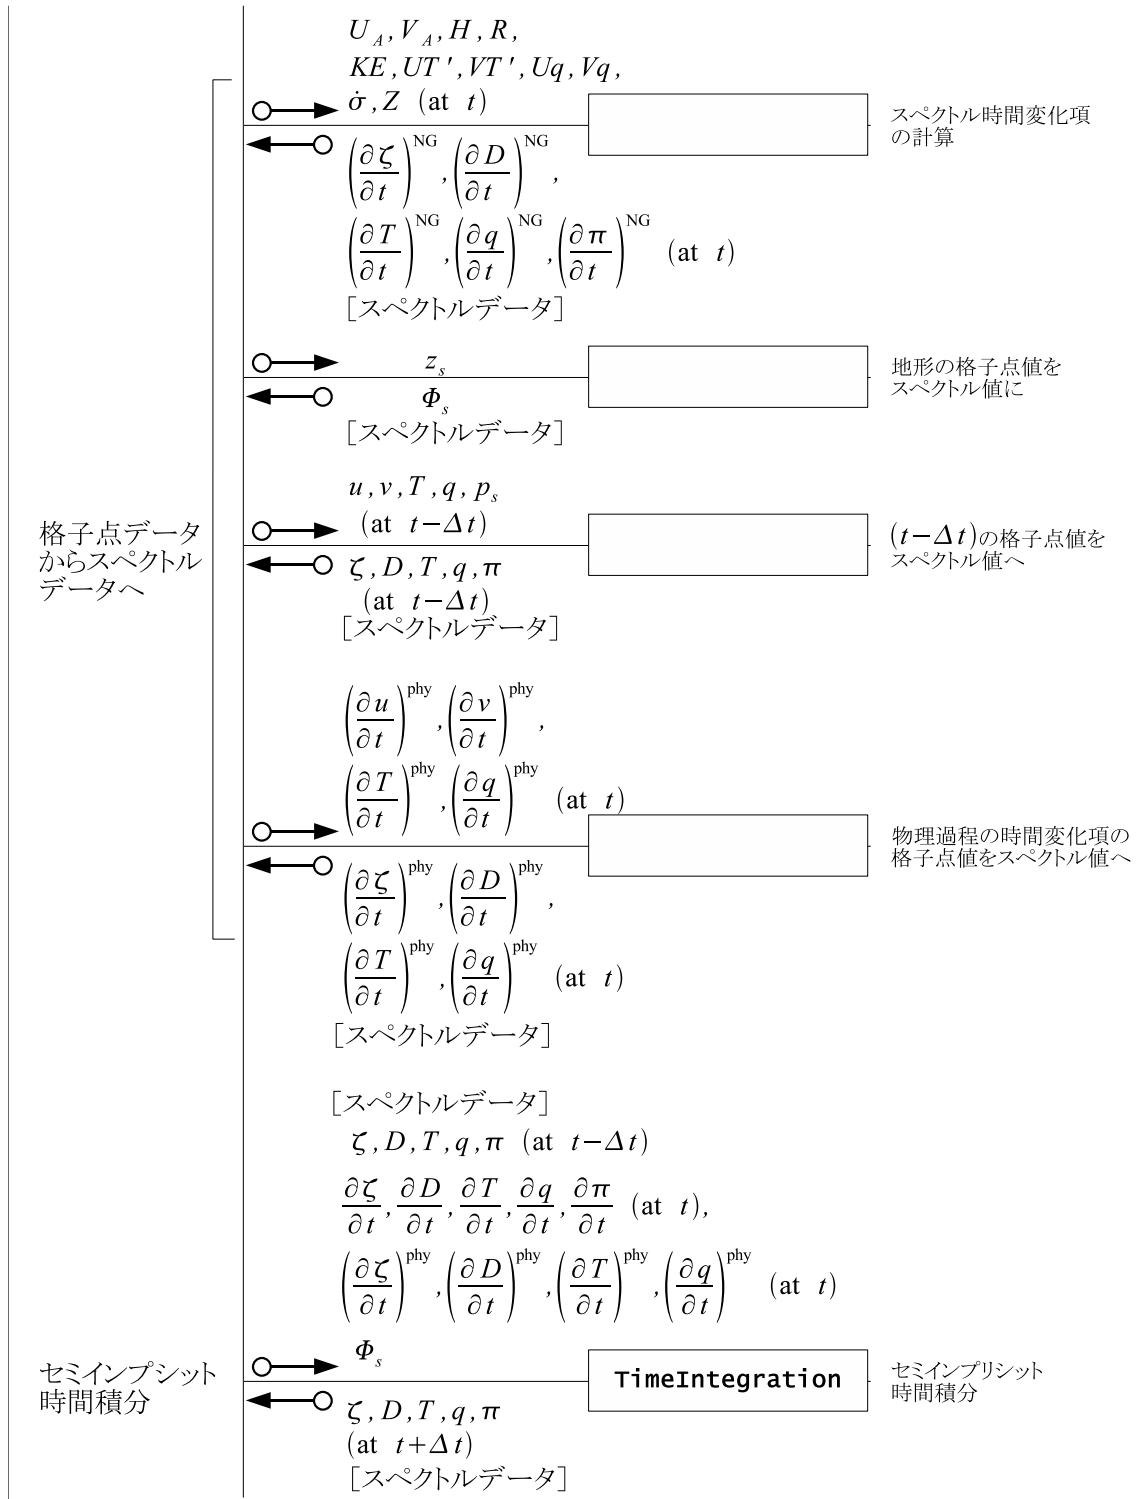 U_A, V_A, H, R,
KE, UT', VT', Uq, Vq,
σ̇, Z (at t)
スペクトル時間変化項
の計算
(∂ζ/∂t)^NG, (∂D/∂t)^NG,
(∂T/∂t)^NG, (∂q/∂t)^NG, (∂π/∂t)^NG (at t)
[スペクトルデータ]
z_s
地形の格子点値を
スペクトル値に
Φ_s
[スペクトルデータ]
格子点データ
からスペクトル
データへ
u, v, T, q, p_s
(at t−Δt)
(t−Δt)の格子点値を
スペクトル値へ
ζ, D, T, q, π
(at t−Δt)
[スペクトルデータ]
(∂u/∂t)^phy, (∂v/∂t)^phy,
(∂T/∂t)^phy, (∂q/∂t)^phy (at t)
物理過程の時間変化項の
格子点値をスペクトル値へ
(∂ζ/∂t)^phy, (∂D/∂t)^phy,
(∂T/∂t)^phy, (∂q/∂t)^phy (at t)
[スペクトルデータ]
[スペクトルデータ]
ζ, D, T, q, π (at t−Δt)
∂ζ/∂t, ∂D/∂t, ∂T/∂t, ∂q/∂t, ∂π/∂t (at t),
(∂ζ/∂t)^phy, (∂D/∂t)^phy, (∂T/∂t)^phy, (∂q/∂t)^phy (at t)
Φ_s
セミインプシット
時間積分
TimeIntegration
セミインプリシット
時間積分
ζ, D, T, q, π
(at t+Δt)
[スペクトルデータ]